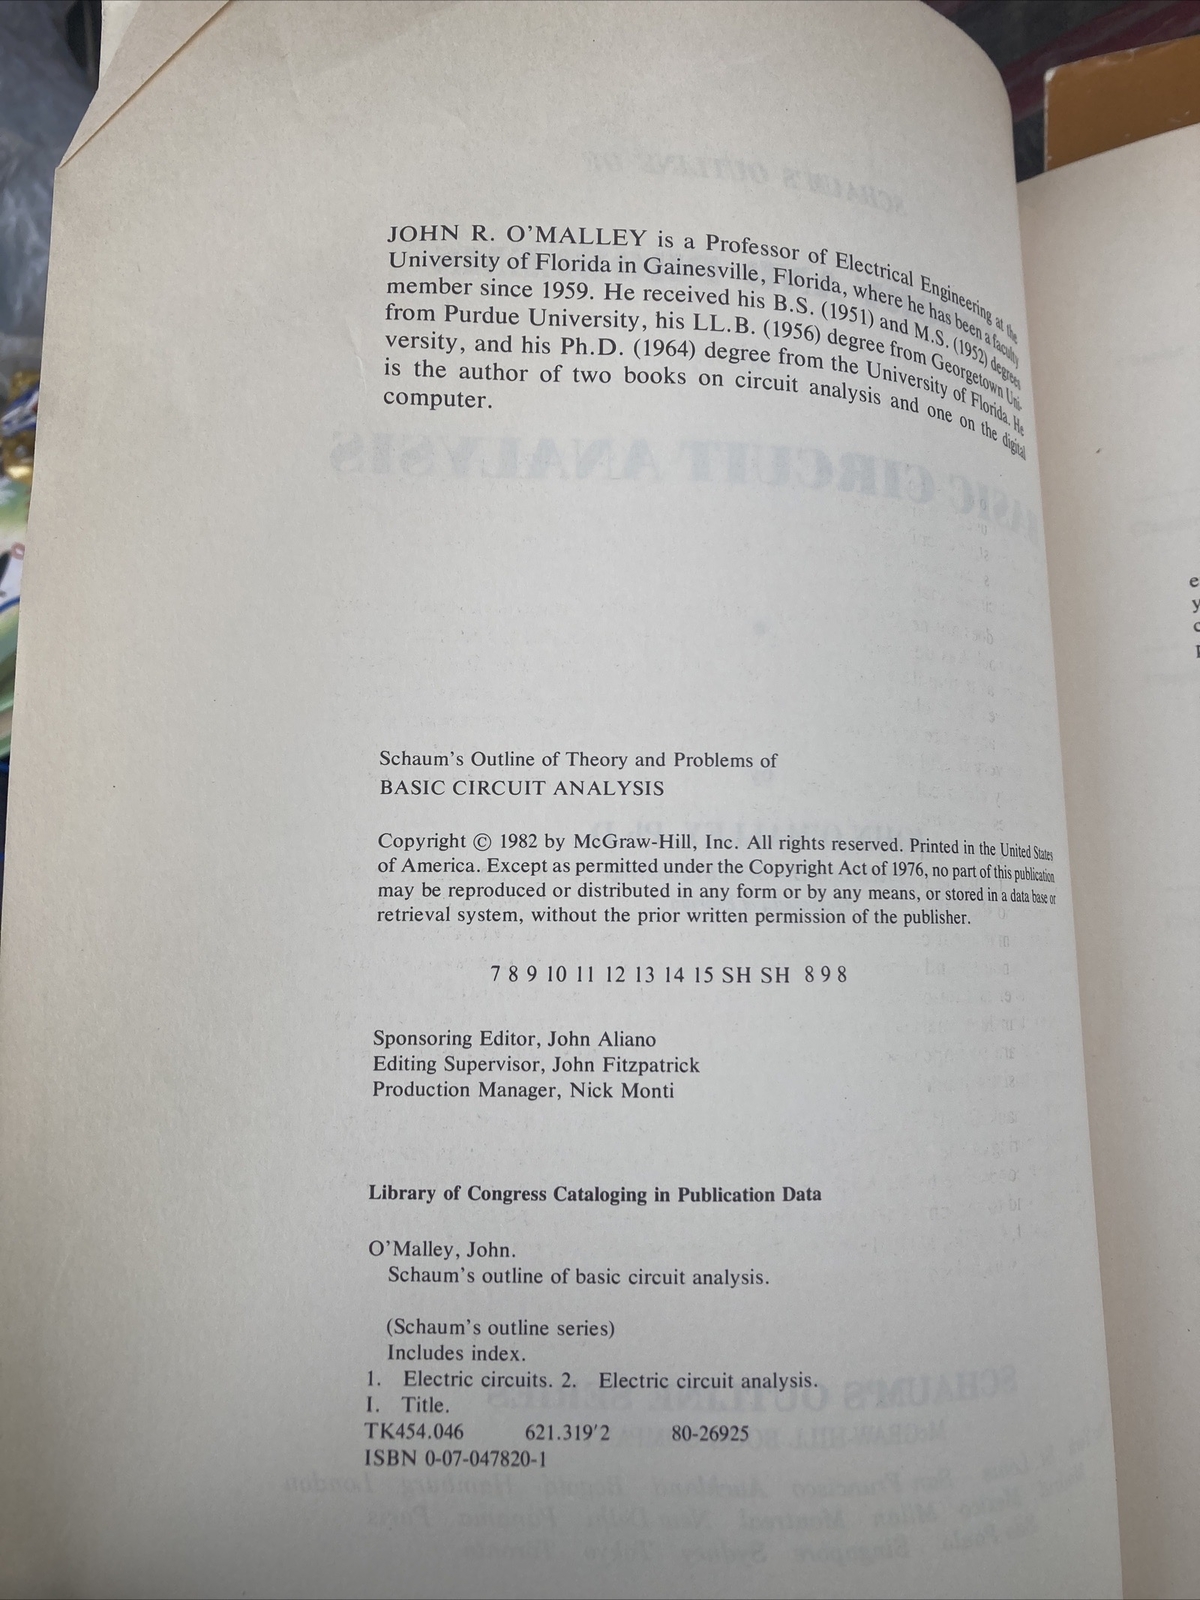 JOHN R. O'MALLEY is a Professor of Electrical Engineering at the
University of Florida in Gainesville, Florida, where he has been a faculty
member since 1959. He received his B.S. (1951) and M.S. (1952) degrees
from Purdue University, his LL.B. (1956) degree from Georgetown Uni-
versity, and his Ph.D. (1964) degree from the University of Florida. He
is the author of two books on circuit analysis and one on the digital
computer.
Schaum's Outline of Theory and Problems of
BASIC CIRCUIT ANALYSIS
Copyright © 1982 by McGraw-Hill, Inc. All rights reserved. Printed in the United States
of America. Except as permitted under the Copyright Act of 1976, no part of this publication
may be reproduced or distributed in any form or by any means, or stored in a data base or
retrieval system, without the prior written permission of the publisher.
7 8 9 10 11 12 13 14 15 SH SH 8 9 8
Sponsoring Editor, John Aliano
Editing Supervisor, John Fitzpatrick
Production Manager, Nick Monti
Library of Congress Cataloging in Publication Data
O'Malley, John.
Schaum's outline of basic circuit analysis.
(Schaum's outline series)
Includes index.
1. Electric circuits. 2. Electric circuit analysis.
I. Title.
TK454.046 621.319′2 80-26925
ISBN 0-07-047820-1